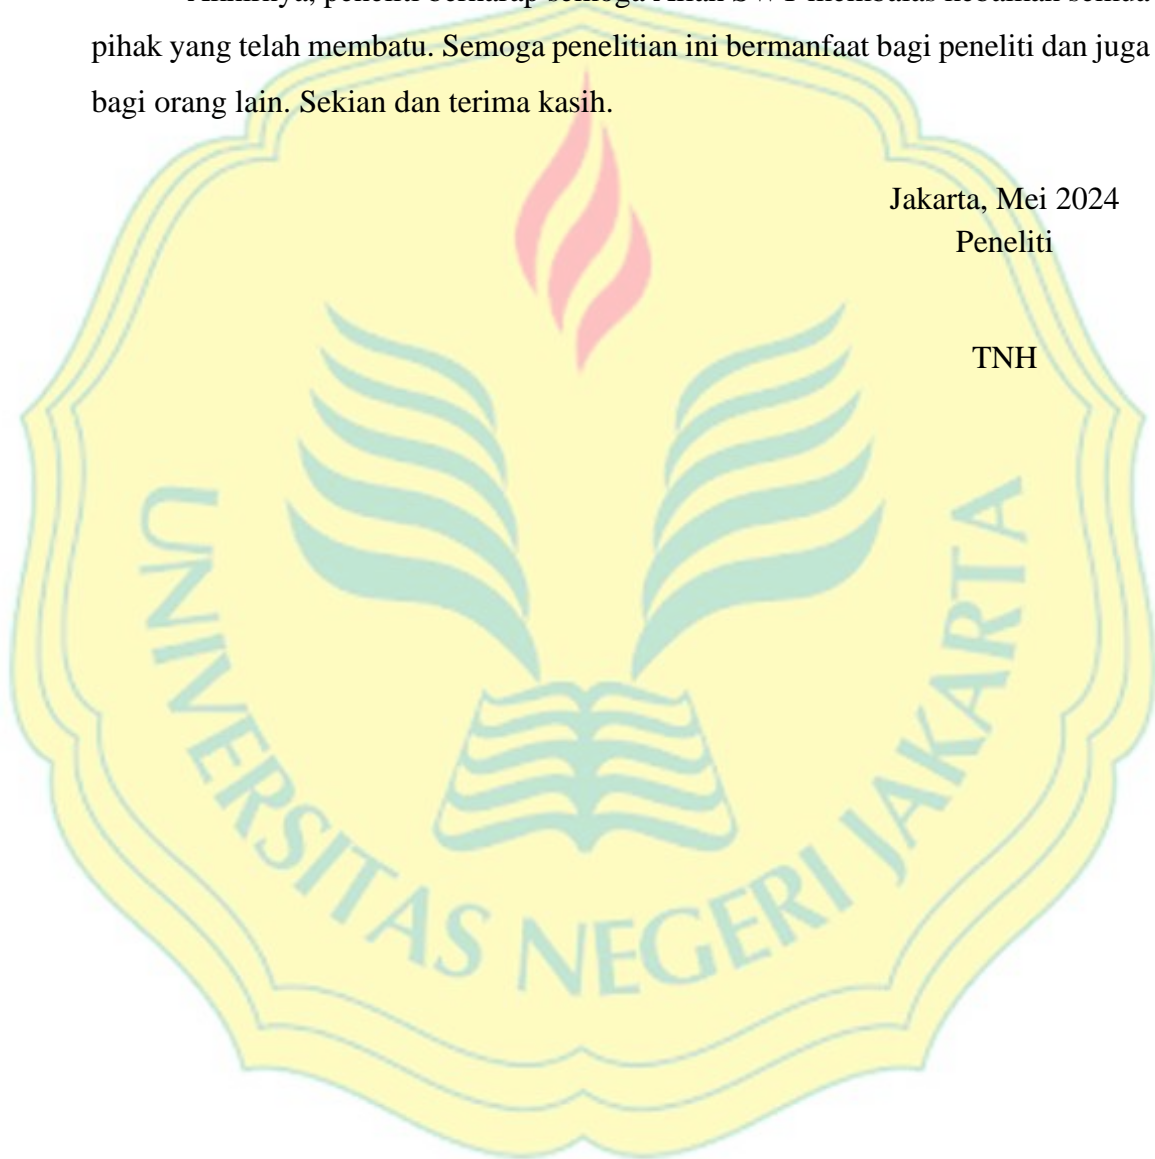 pihak yang telah membatu. Semoga penelitian ini bermanfaat bagi peneliti dan juga
bagi orang lain. Sekian dan terima kasih.
Jakarta, Mei 2024
Peneliti
TNH
UNIVERSITAS NEGERI JAKARTA